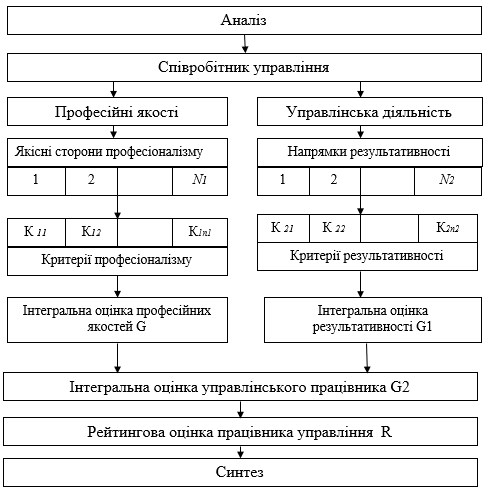 Аналіз
Співробітник управління
Професійні якості
Управлінська діяльність
Якісні сторони професіоналізму
Напрямки результативності
1 2 N1
1 2 N2
К 11 К12 К1n1
К 21 К 22 К2n2
Критерії професіоналізму
Критерії результативності
Інтегральна оцінка професійних
якостей G
Інтегральна оцінка
результативності G1
Інтегральна оцінка управлінського працівника G2
Рейтингова оцінка працівника управління R
Синтез